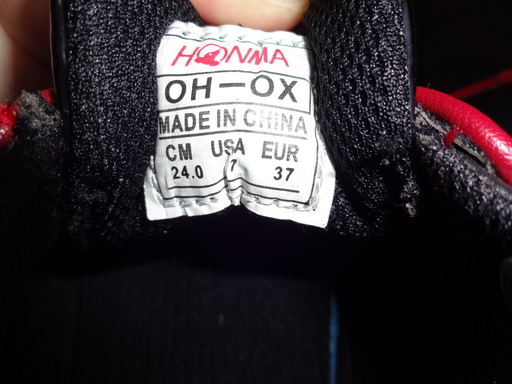 HONMA
OH-OX
MADE IN CHINA
CM USA EUR
24.0 7 37